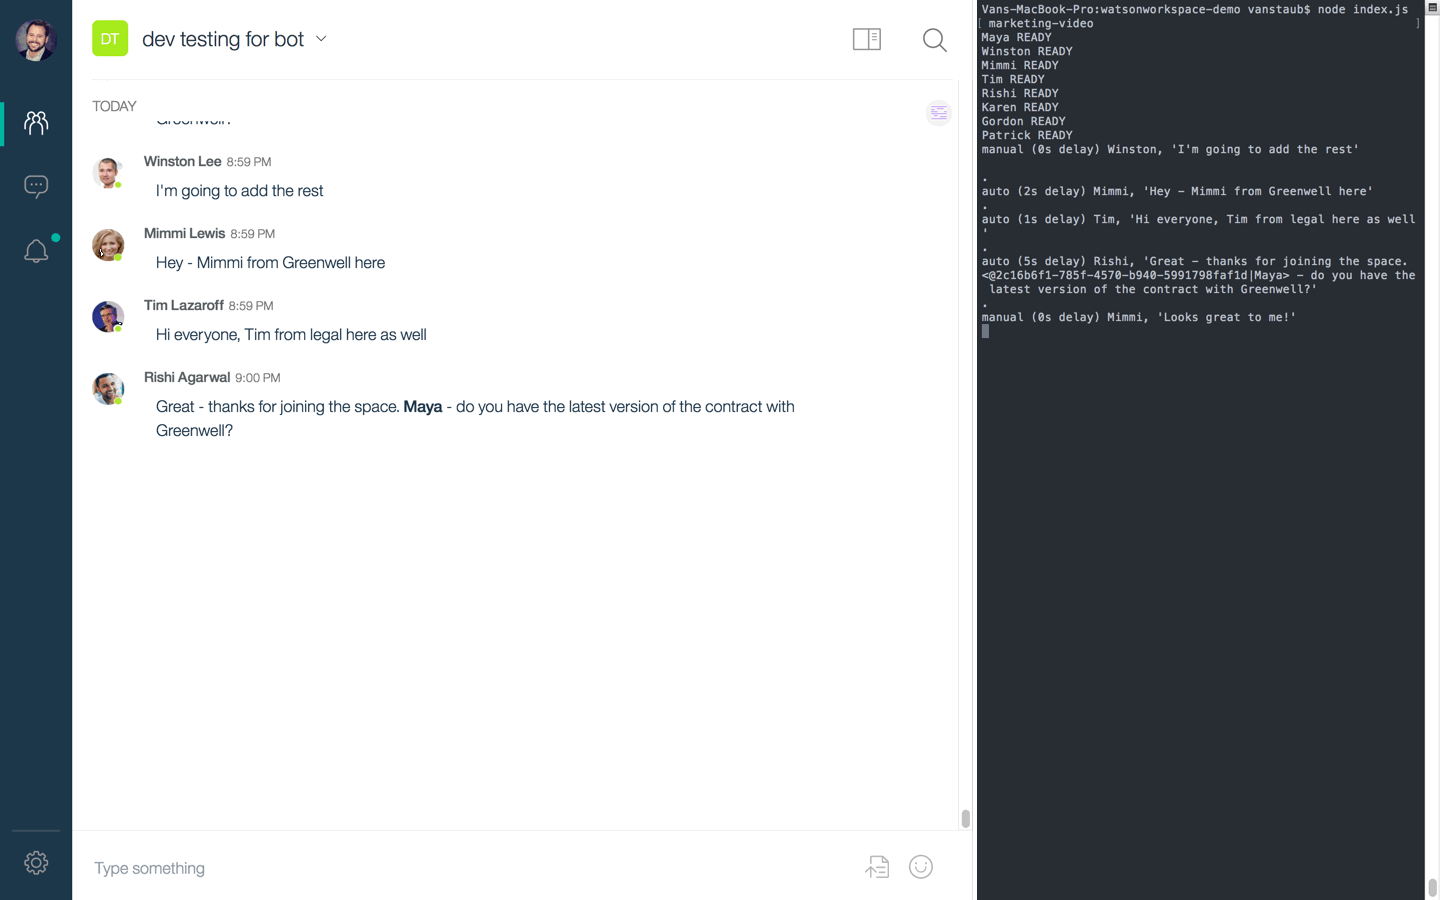 DT
dev testing for bot
TODAY
Greenwell?
Winston Lee 8:59 PM
I'm going to add the rest
Mimmi Lewis 8:59 PM
Hey - Mimmi from Greenwell here
Tim Lazaroff 8:59 PM
Hi everyone, Tim from legal here as well
Rishi Agarwal 9:00 PM
Great - thanks for joining the space. Maya - do you have the latest version of the contract with
Greenwell?
Type something
Vans-MacBook-Pro:watsonworkspace-demo vanstaub$ node index.js
[ marketing-video ]
Maya READY
Winston READY
Mimmi READY
Tim READY
Rishi READY
Karen READY
Gordon READY
Patrick READY
manual (0s delay) Winston, 'I'm going to add the rest'
.
auto (2s delay) Mimmi, 'Hey - Mimmi from Greenwell here'
.
auto (1s delay) Tim, 'Hi everyone, Tim from legal here as well
'
.
auto (5s delay) Rishi, 'Great - thanks for joining the space.
<@2c16b6f1-785f-4570-b940-5991798faf1d|Maya> - do you have the
latest version of the contract with Greenwell?'
.
manual (0s delay) Mimmi, 'Looks great to me!'